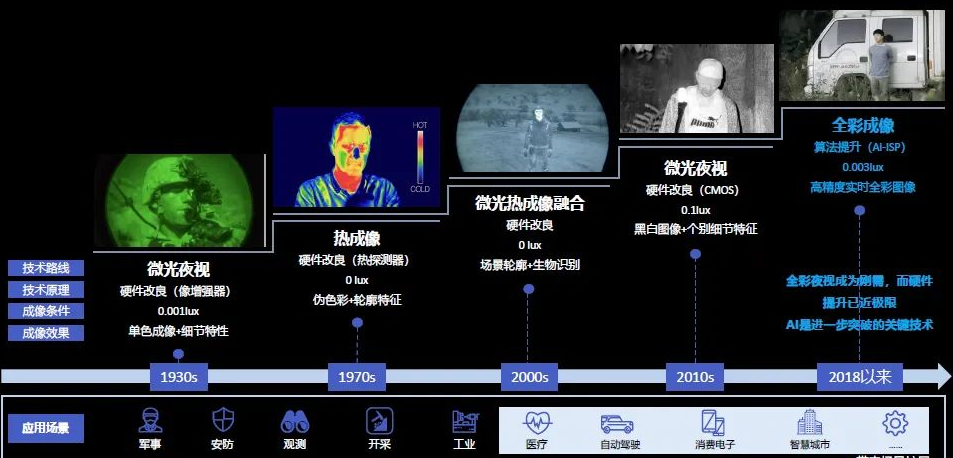 全彩成像
算法提升（AI-ISP）
0.003lux
高精度实时全彩图像
微光夜视
硬件改良（CMOS）
0.1lux
黑白图像+个别细节特征
微光热成像融合
硬件改良
0 lux
场景轮廓+生物识别
HOT
COLD
热成像
硬件改良（热探测器）
0 lux
伪色彩+轮廓特征
微光夜视
硬件改良（像增强器）
0.001lux
单色成像+细节特性
技术路线
技术原理
成像条件
成像效果
全彩夜视成为刚需，而硬件
提升已近极限
AI是进一步突破的关键技术
1930s
1970s
2000s
2010s
2018以来
应用场景
军事
安防
观测
开采
工业
医疗
自动驾驶
消费电子
智慧城市
......